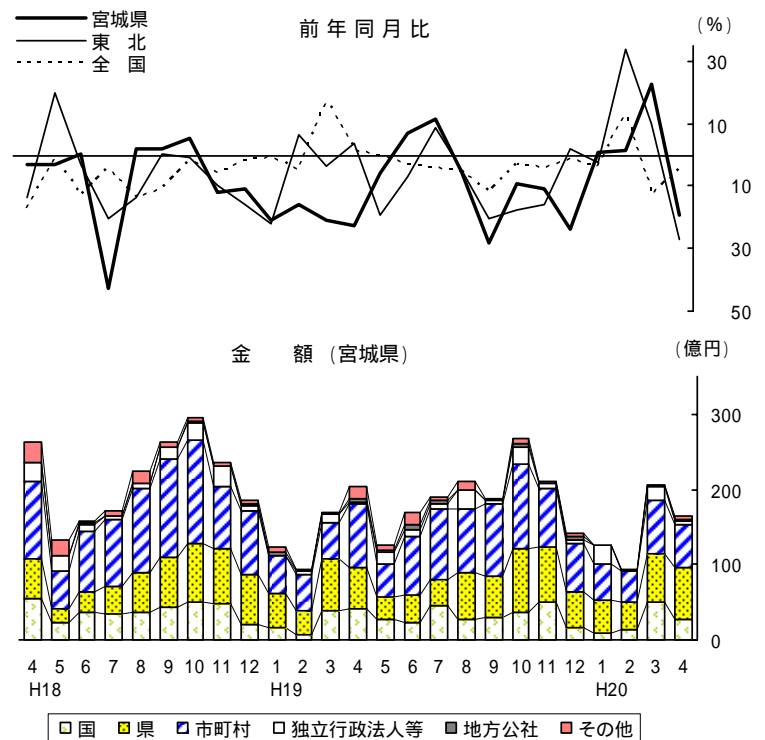 宮城県
東 北
全 国
前 年 同 月 比
(%)
30
10
10
30
50
金 額 (宮城県)
(億円)
300
200
100
0
4 5 6 7 8 9 10 11 12 1 2 3 4 5 6 7 8 9 10 11 12 1 2 3 4
H18 H19 H20
国 県 市町村 独立行政法人等 地方公社 その他